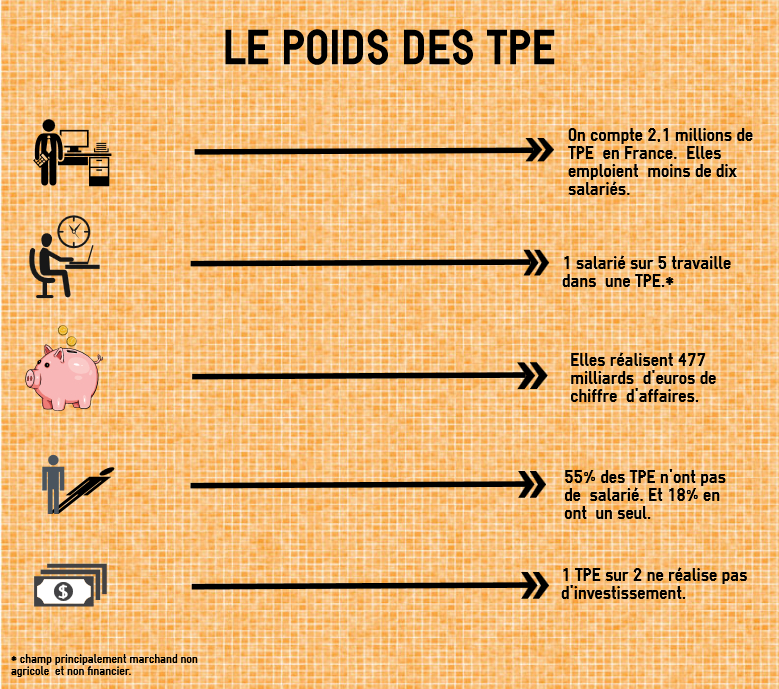 LE POIDS DES TPE
On compte 2,1 millions de
TPE en France. Elles
emploient moins de dix
salariés.
1 salarié sur 5 travaille
dans une TPE.*
Elles réalisent 477
milliards d'euros de
chiffre d'affaires.
55% des TPE n'ont pas
de salarié. Et 18% en
ont un seul.
$
1 TPE sur 2 ne réalise pas
d'investissement.
* champ principalement marchand non
agricole et non financier.